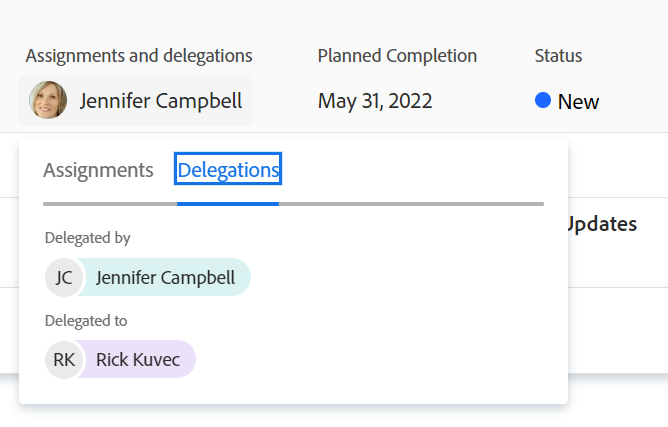 Assignments and delegations Planned Completion Status
Jennifer Campbell May 31, 2022 New
Assignments Delegations
Updates
Delegated by
JC Jennifer Campbell
Delegated to
RK Rick Kuvec